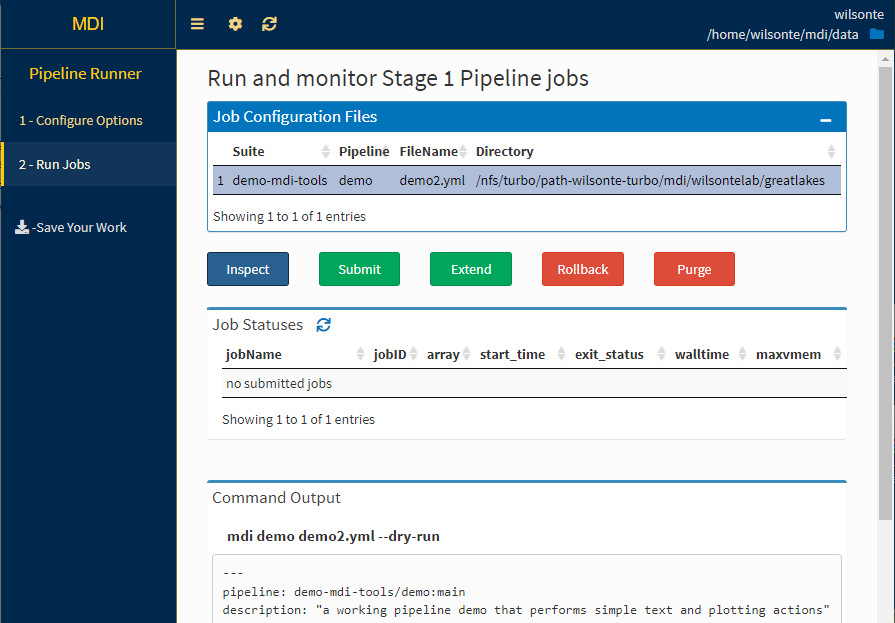 MDI
wilsonte
/home/wilsonte/mdi/data
Pipeline Runner
1 - Configure Options
2 - Run Jobs
-Save Your Work
Run and monitor Stage 1 Pipeline jobs
Job Configuration Files
Suite Pipeline FileName Directory
1 demo-mdi-tools demo demo2.yml /nfs/turbo/path-wilsonte-turbo/mdi/wilsontelab/greatlakes
Showing 1 to 1 of 1 entries
Inspect Submit Extend Rollback Purge
Job Statuses
jobName jobID array start_time exit_status walltime maxvmem
no submitted jobs
Showing 1 to 1 of 1 entries
Command Output
mdi demo demo2.yml --dry-run
---
pipeline: demo-mdi-tools/demo:main
description: "a working pipeline demo that performs simple text and plotting actions"